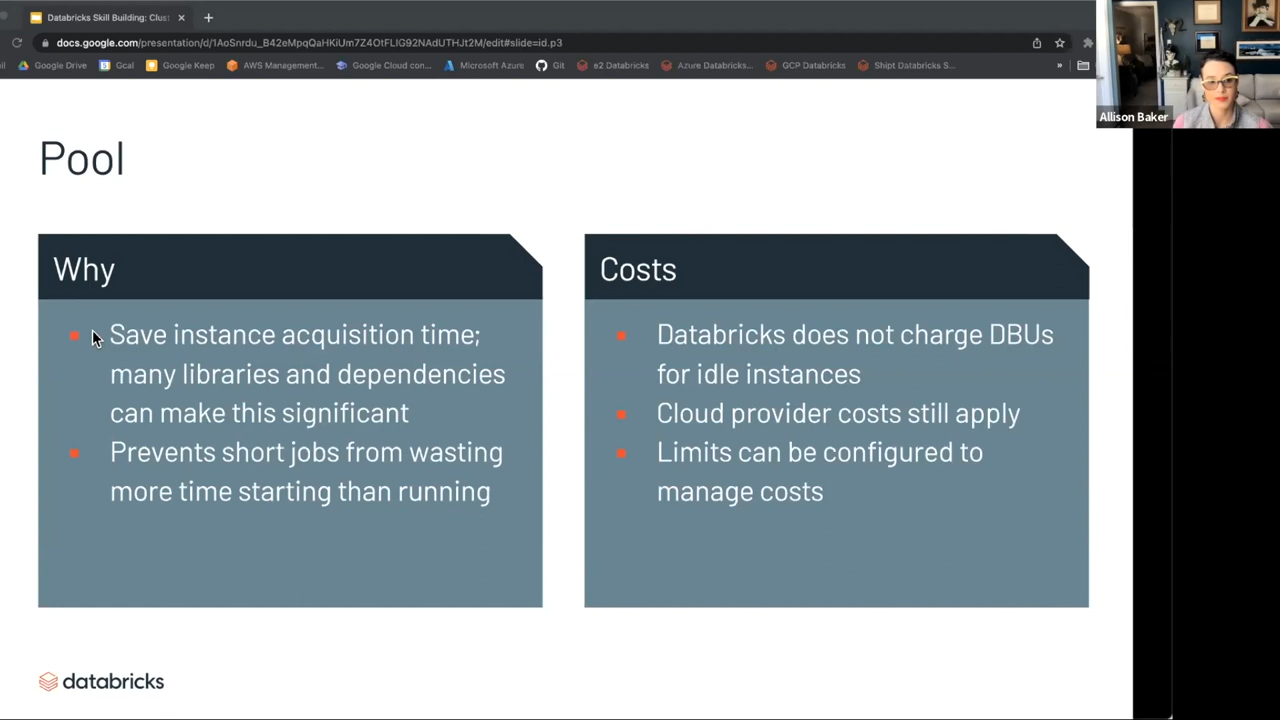 Databricks Skill Building: Clus
docs.google.com/presentation/d/1AoSnrdu_B42eMpqQaHKiUm7Z4OtFLIG92NAdUTHJt2M/edit#slide=id.p3
Google Drive
Gcal
Google Keep
AWS Management...
Google Cloud con...
Microsoft Azure
Git
e2 Databricks
Azure Databricks...
GCP Databricks
Shipt Databricks S...
»
Allison Baker
Pool
Why
Save instance acquisition time;
many libraries and dependencies
can make this significant
Prevents short jobs from wasting
more time starting than running
Costs
Databricks does not charge DBUs
for idle instances
Cloud provider costs still apply
Limits can be configured to
manage costs
databricks